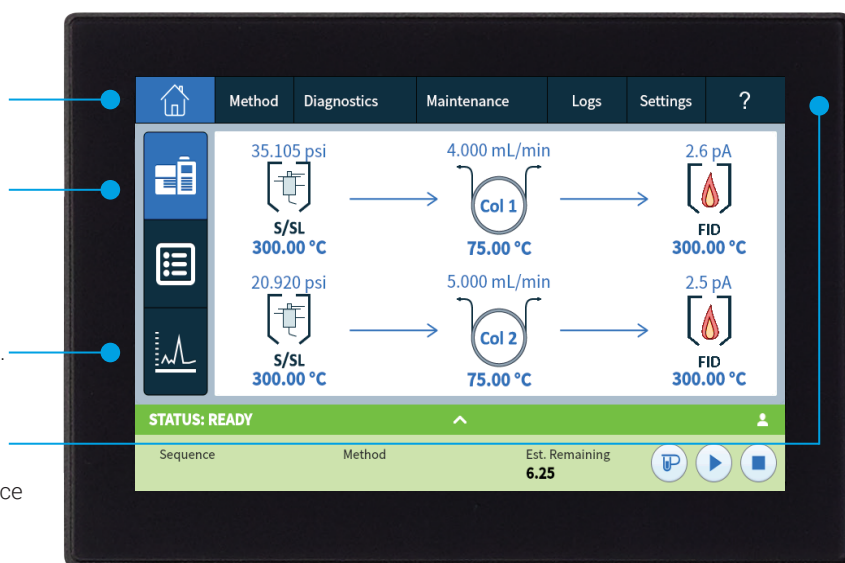 Method Diagnostics Maintenance Logs Settings ?
35.105 psi 4.000 mL/min 2.6 pA
Col 1
S/SL FID
300.00 °C 75.00 °C 300.00 °C
20.920 psi 5.000 mL/min 2.5 pA
Col 2
S/SL FID
300.00 °C 75.00 °C 300.00 °C
.
STATUS: READY
Sequence Method Est. Remaining
6.25
ce